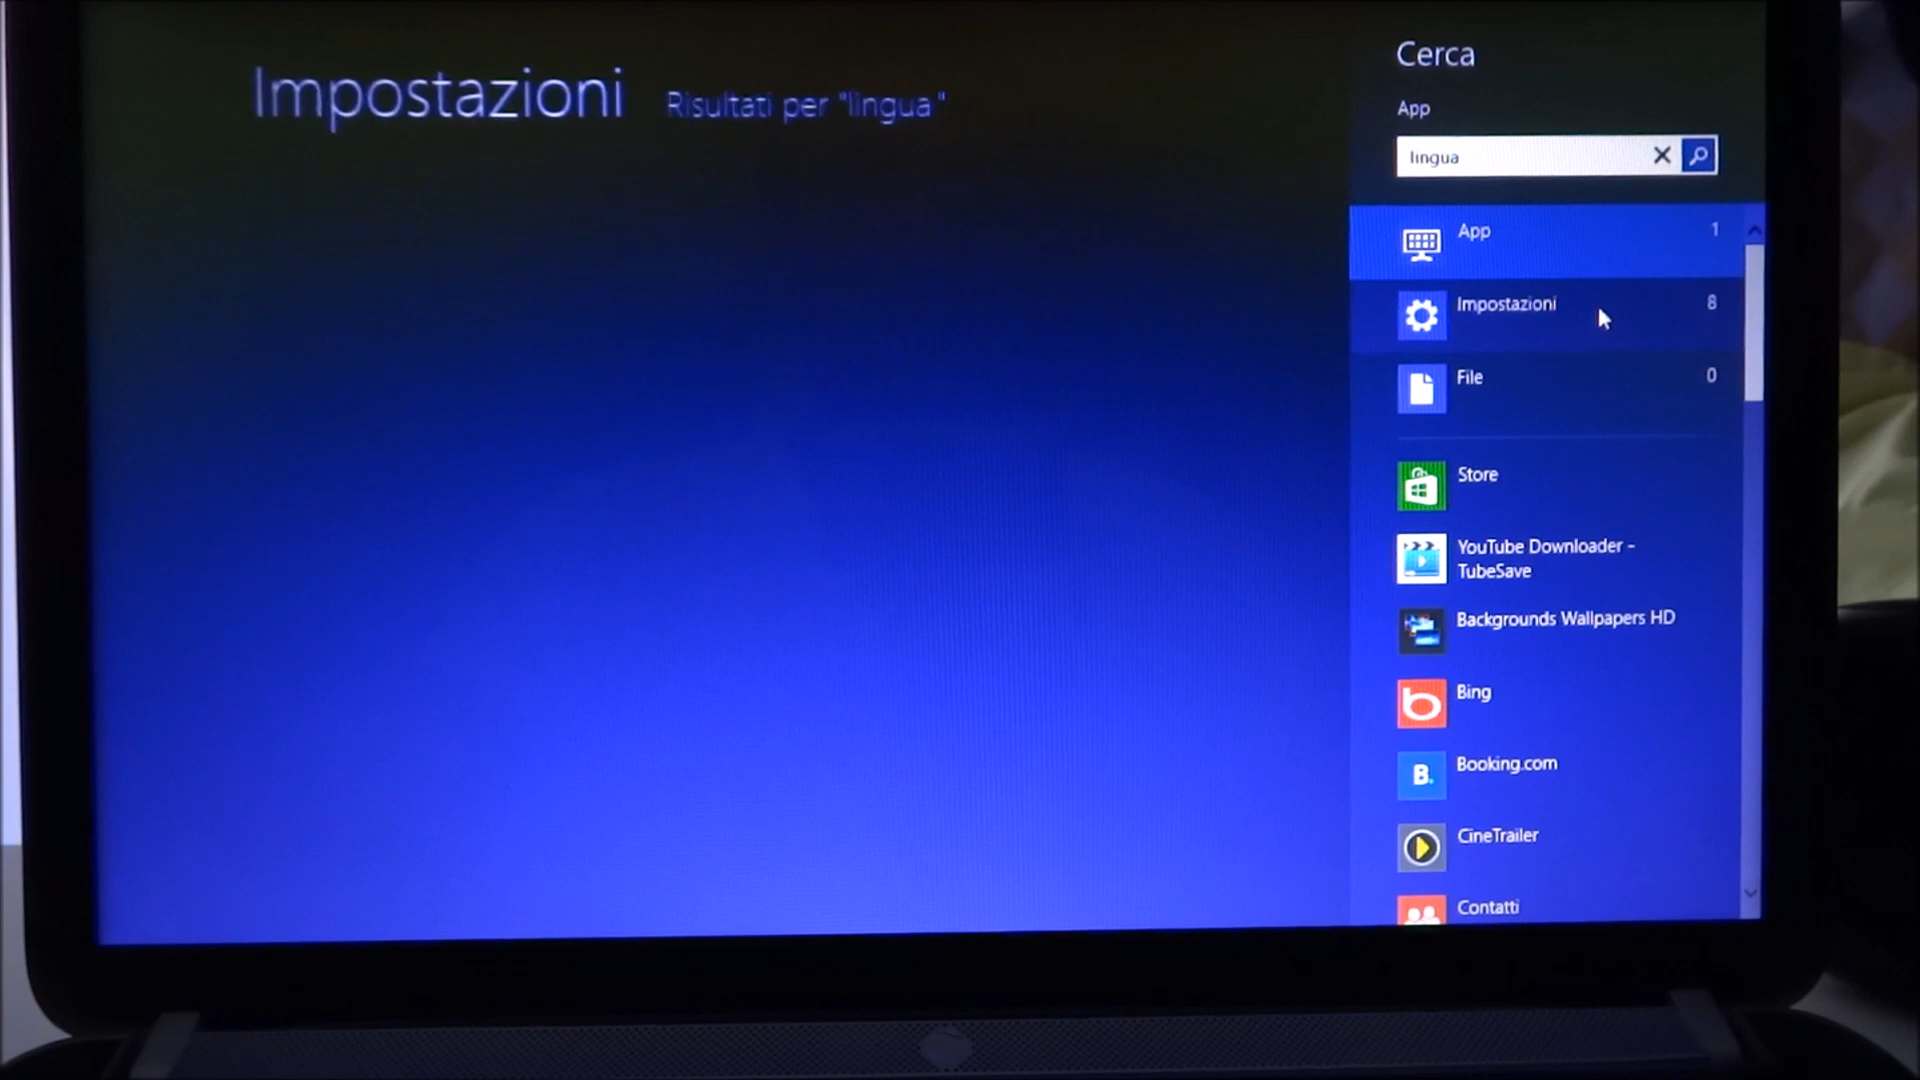 Impostazioni Risultati per "lingua"
Cerca
App
lingua
App 1
Impostazioni 8
File 0
Store
YouTube Downloader -
TubeSave
Backgrounds Wallpapers HD
Bing
B. Booking.com
CineTrailer
Contatti